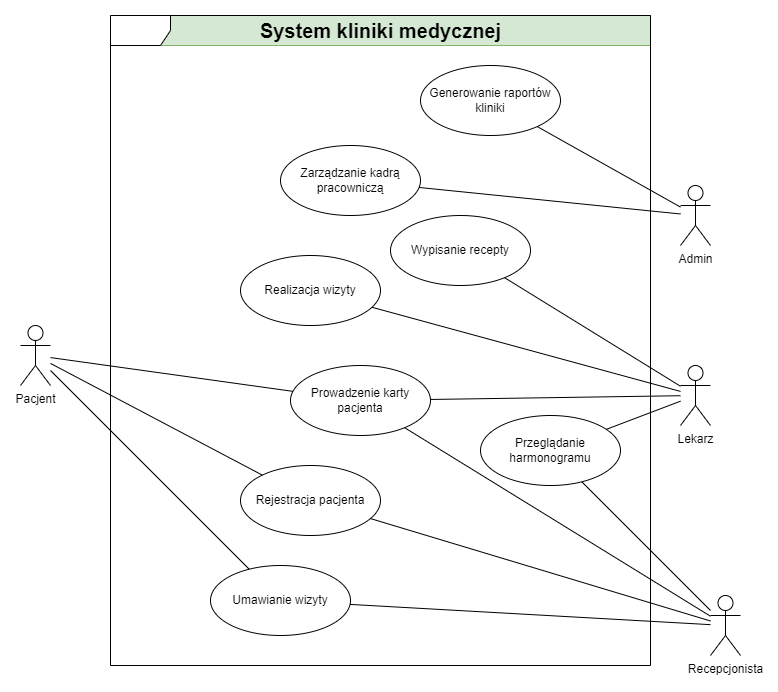 System kliniki medycznej
Generowanie raportów
kliniki
Zarządzanie kadrą
pracowniczą
Admin
Wypisanie recepty
Realizacja wizyty
Pacjent
Prowadzenie karty
pacjenta
Lekarz
Przeglądanie
harmonogramu
Rejestracja pacjenta
Umawianie wizyty
Recepcjonista